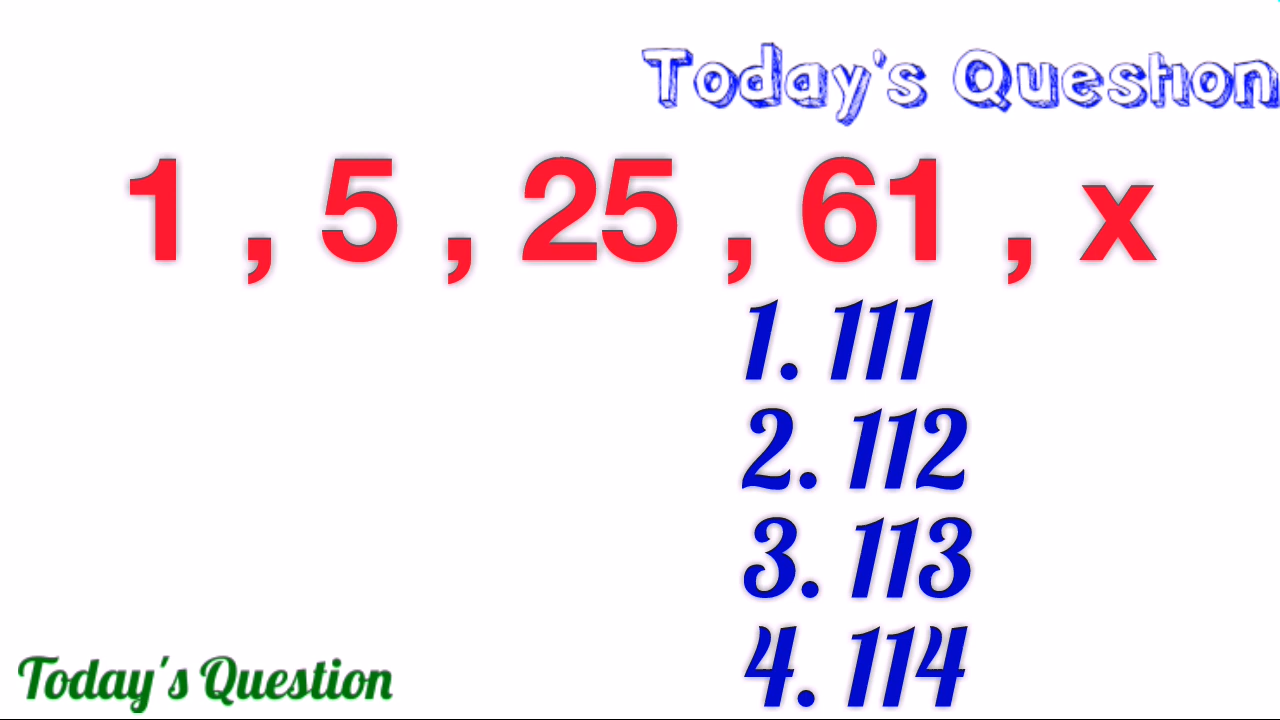 Today's Question
1 , 5 , 25 , 61 , x
1. 111
2. 112
3. 113
4. 114
Today's Question